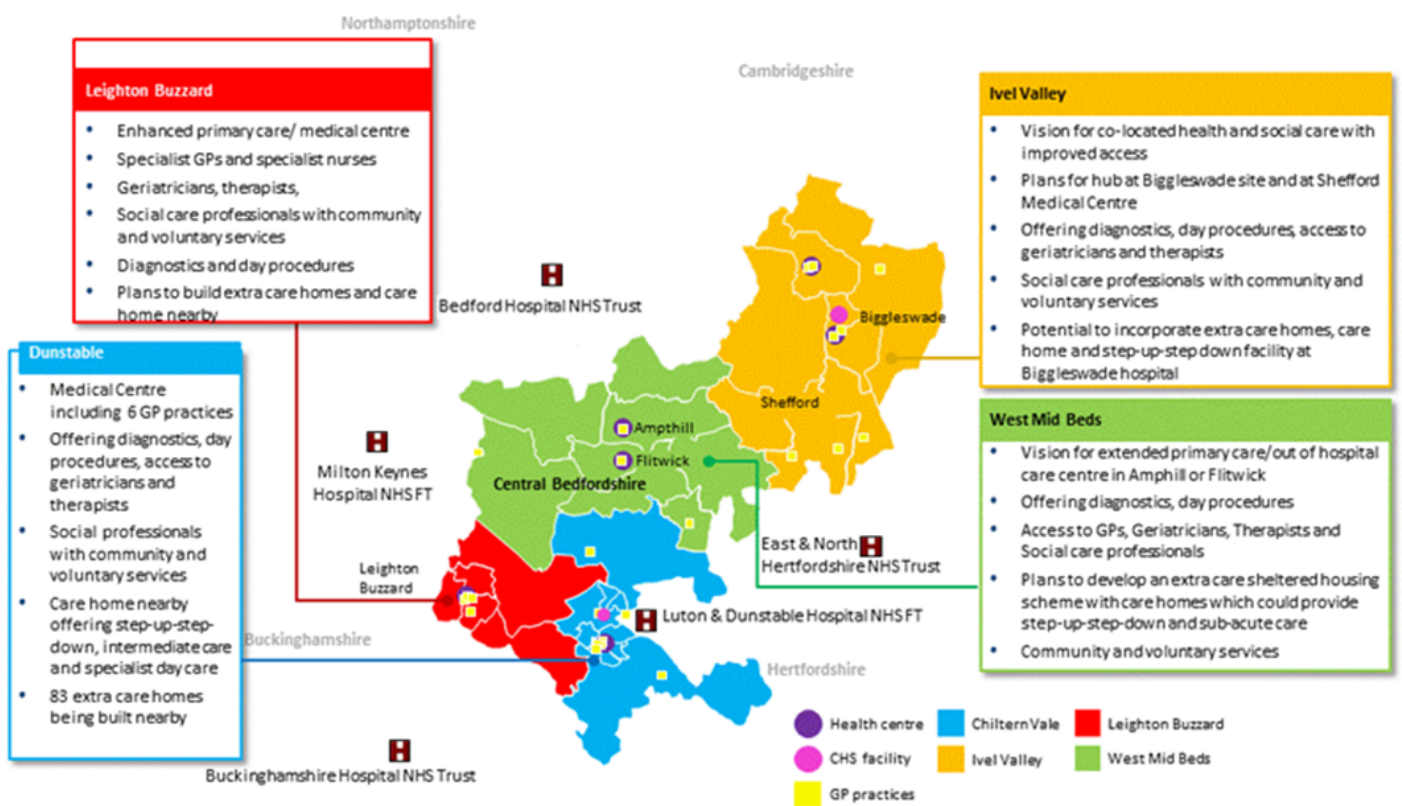 Northamptonshire
Cambridgeshire
Leighton Buzzard
• Enhanced primary care/ medical centre
• Specialist GPs and specialist nurses
• Geriatricians, therapists,
• Social care professionals with community
and voluntary services
• Diagnostics and day procedures
• Plans to build extra care homes and care
home nearby
Dunstable
• Medical Centre
including 6 GP practices
• Offering diagnostics, day
procedures, access to
geriatricians and
therapists
• Social professionals
with community and
voluntary services
• Care home nearby
offering step-up-step-
down, intermediate care
and specialist day care
• 83 extra care homes
being built nearby
Ivel Valley
• Vision for co-located health and social care with
improved access
• Plans for hub at Biggleswade site and at Shefford
Medical Centre
• Offering diagnostics, day procedures, access to
geriatricians and therapists
• Social care professionals with community and
voluntary services
• Potential to incorporate extra care homes, care
home and step-up-step down facility at
Biggleswade hospital
West Mid Beds
• Vision for extended primary care/out of hospital
care centre in Amphill or Flitwick
• Offering diagnostics, day procedures
• Access to GPs, Geriatricians, Therapists and
Social care professionals
• Plans to develop an extra care sheltered housing
scheme with care homes which could provide
step-up-step-down and sub-acute care
• Community and voluntary services
H
Bedford Hospital NHS Trust
Biggleswade
Shefford
H
Milton Keynes
Hospital NHS FT
Ampthill
Flitwick
Central Bedfordshire
East & North H
Hertfordshire NHS Trust
Leighton
Buzzard
H Luton & Dunstable Hospital NHS FT
Buckinghamshire
Hertfordshire
H
Buckinghamshire Hospital NHS Trust
Health centre
Chiltern Vale
Leighton Buzzard
CHS facility
Ivel Valley
West Mid Beds
GP practices